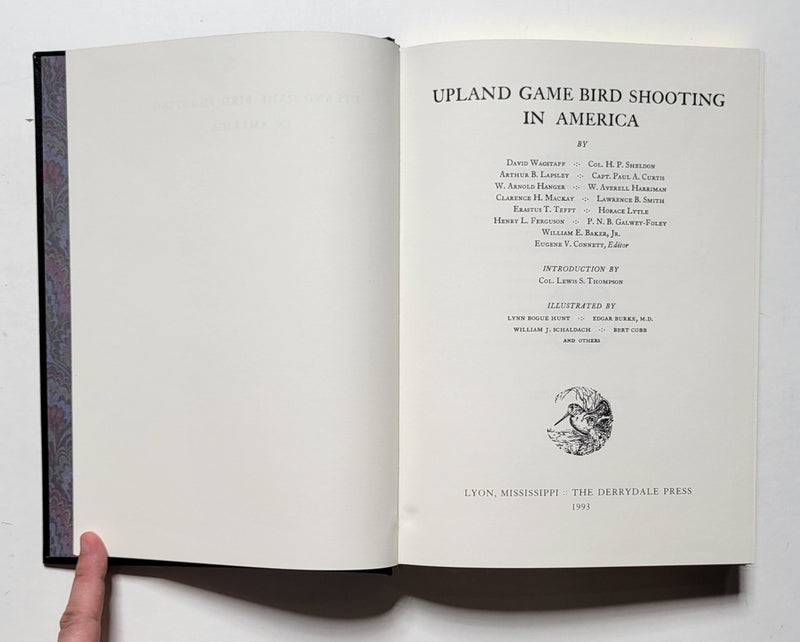 UPLAND GAME BIRD SHOOTING
IN AMERICA
BY
David Wagstaff ·:· Col. H. P. Sheldon
Arthur B. Lapsley ·:· Capt. Paul A. Curtis
W. Arnold Hanger ·:· W. Averell Harriman
Clarence H. Mackay ·:· Lawrence B. Smith
Erastus T. Tefft ·:· Horace Lytle
Henry L. Ferguson ·:· P. N. B. Galwey-Foley
William E. Baker, Jr.
Eugene V. Connett, Editor
INTRODUCTION BY
Col. Lewis S. Thompson
ILLUSTRATED BY
LYNN BOGUE HUNT ·:· EDGAR BURKE, M.D.
WILLIAM J. SCHALDACH ·:· BERT COBB
AND OTHERS
LYON, MISSISSIPPI :: THE DERRYDALE PRESS
1993